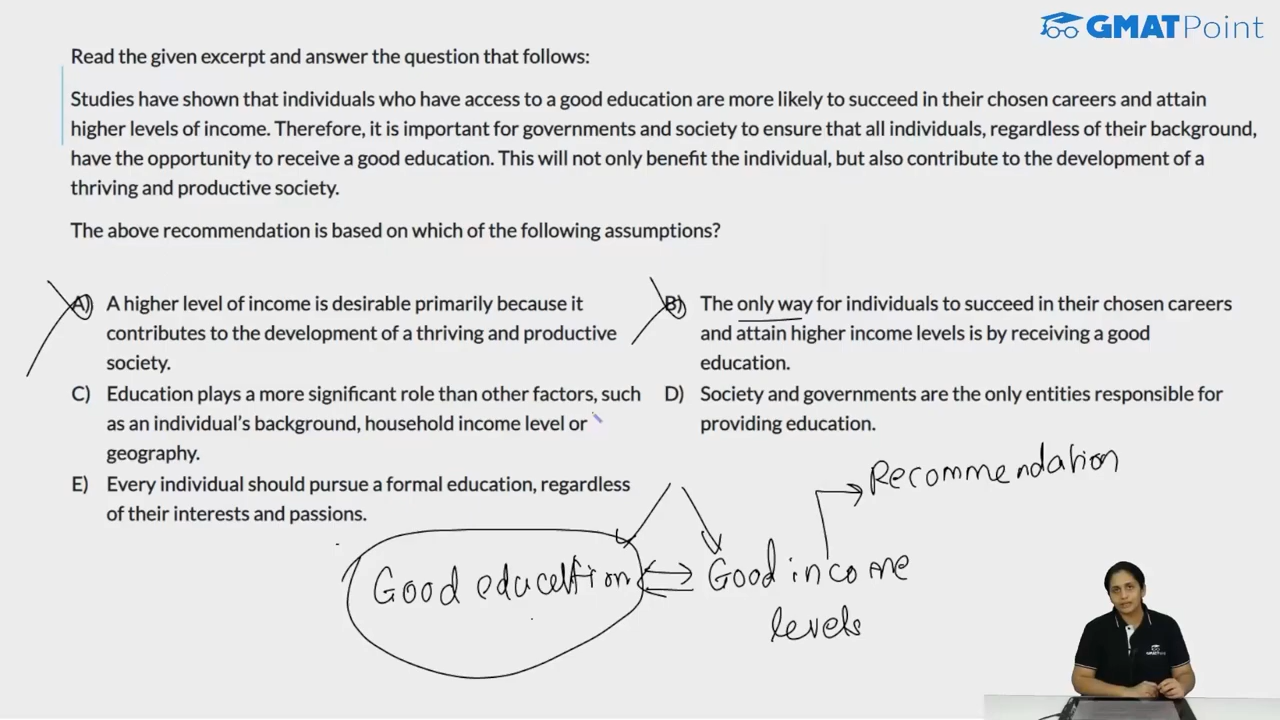 GMATPoint
Read the given excerpt and answer the question that follows:
Studies have shown that individuals who have access to a good education are more likely to succeed in their chosen careers and attain
higher levels of income. Therefore, it is important for governments and society to ensure that all individuals, regardless of their background,
have the opportunity to receive a good education. This will not only benefit the individual, but also contribute to the development of a
thriving and productive society.
The above recommendation is based on which of the following assumptions?
A) A higher level of income is desirable primarily because it
contributes to the development of a thriving and productive
society.
B) The only way for individuals to succeed in their chosen careers
and attain higher income levels is by receiving a good
education.
C) Education plays a more significant role than other factors, such
as an individual's background, household income level or
geography.
D) Society and governments are the only entities responsible for
providing education.
E) Every individual should pursue a formal education, regardless
of their interests and passions.
Recommendation
Good education
Good income
levels
GMATPoint